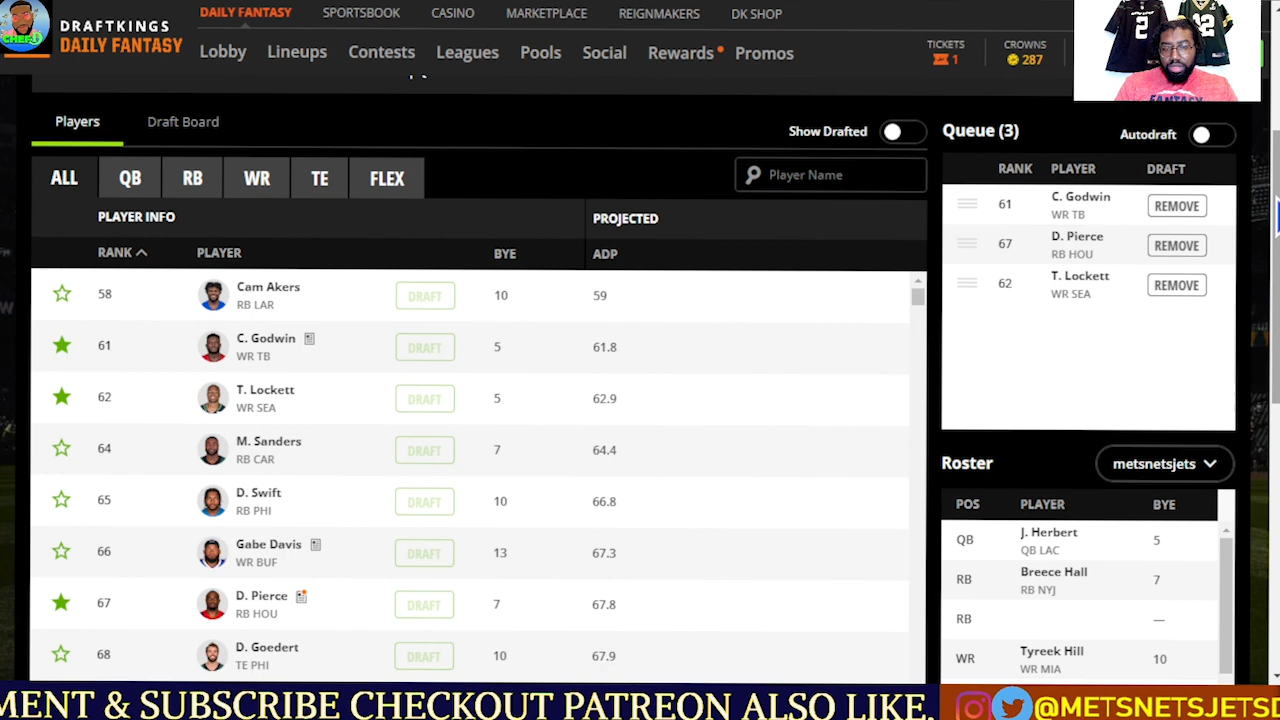 DRAFTKINGS
DAILY FANTASY
DAILY FANTASY SPORTSBOOK CASINO MARKETPLACE REIGNMAKERS DK SHOP
Lobby Lineups Contests Leagues Pools Social Rewards Promos
TICKETS
1
CROWNS
287
Players Draft Board
Show Drafted
ALL QB RB WR TE FLEX
Player Name
PLAYER INFO PROJECTED
RANK PLAYER BYE ADP
58 Cam Akers RB LAR DRAFT 10 59
61 C. Godwin WR TB DRAFT 5 61.8
62 T. Lockett WR SEA DRAFT 5 62.9
64 M. Sanders RB CAR DRAFT 7 64.4
65 D. Swift RB PHI DRAFT 10 66.8
66 Gabe Davis WR BUF DRAFT 13 67.3
67 D. Pierce RB HOU DRAFT 7 67.8
68 D. Goedert TE PHI DRAFT 10 67.9
Queue (3) Autodraft
RANK PLAYER DRAFT
61 C. Godwin WR TB REMOVE
67 D. Pierce RB HOU REMOVE
62 T. Lockett WR SEA REMOVE
Roster metsnetsjets
POS PLAYER BYE
QB J. Herbert QB LAC 5
RB Breece Hall RB NYJ 7
RB —
WR Tyreek Hill WR MIA 10
MENT & SUBSCRIBE CHECKOUT PATREON ALSO LIKE,
@METSNETSJETS